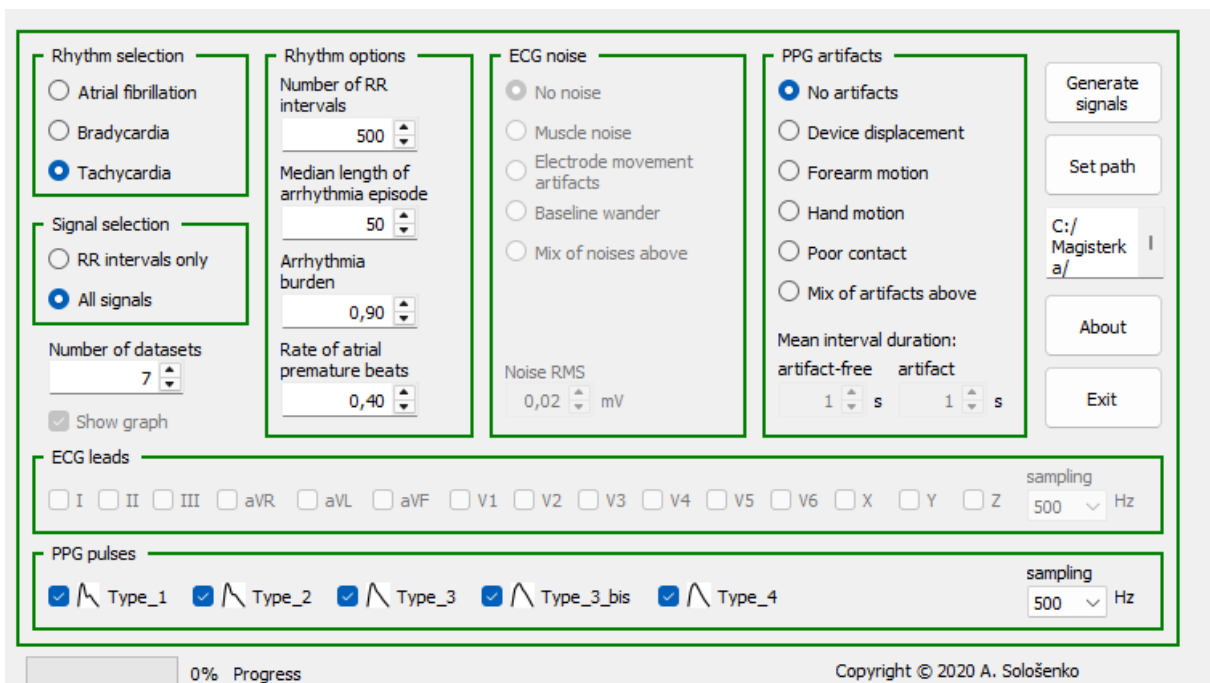 Rhythm selection
Atrial fibrillation
Bradycardia
Tachycardia
Signal selection
RR intervals only
All signals
Number of datasets
7
Show graph
Rhythm options
Number of RR
intervals
500
Median length of
arrhythmia episode
50
Arrhythmia
burden
0,90
Rate of atrial
premature beats
0,40
ECG noise
No noise
Muscle noise
Electrode movement
artifacts
Baseline wander
Mix of noises above
Noise RMS
0,02 mV
PPG artifacts
No artifacts
Device displacement
Forearm motion
Hand motion
Poor contact
Mix of artifacts above
Mean interval duration:
artifact-free artifact
1 s 1 s
Generate
signals
Set path
C:/
Magisterk
a/
About
Exit
ECG leads
I II III aVR aVL aVF V1 V2 V3 V4 V5 V6 X Y Z
sampling
500 Hz
PPG pulses
Type_1 Type_2 Type_3 Type_3_bis Type_4
sampling
500 Hz
0% Progress
Copyright © 2020 A. Sološenko